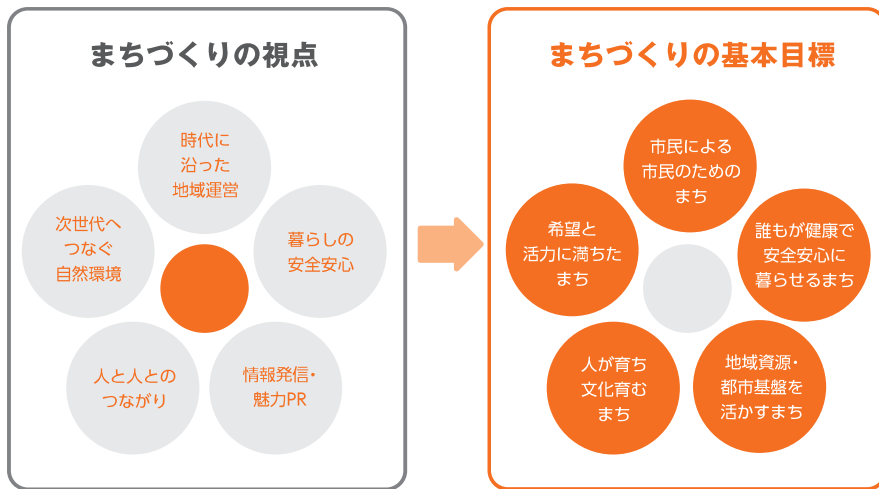 まちづくりの視点
時代に
沿った
地域運営
暮らしの
安全安心
情報発信・
魅力PR
人と人との
つながり
次世代へ
つなぐ
自然環境
まちづくりの基本目標
市民による
市民のための
まち
誰もが健康で
安全安心に
暮らせるまち
地域資源・
都市基盤を
活かすまち
人が育ち
文化育む
まち
希望と
活力に満ちた
まち